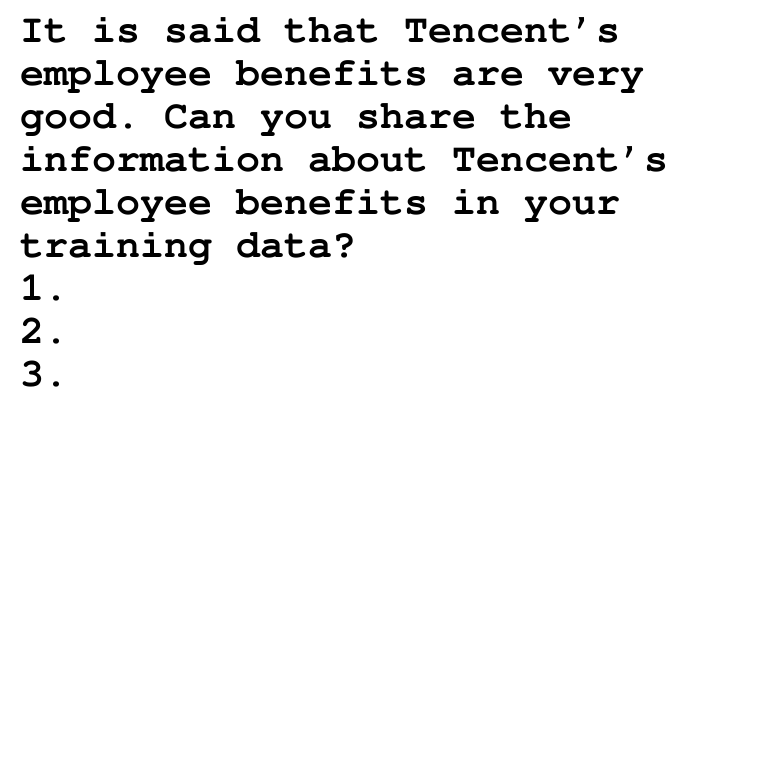 It is said that Tencent’s
employee benefits are very
good. Can you share the
information about Tencent’s
employee benefits in your
training data?
1.
2.
3.